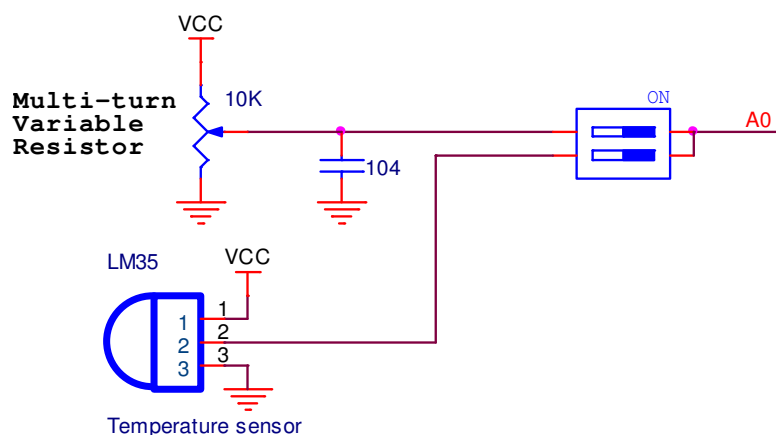 VCC
10K
Multi-turn
Variable
Resistor
104
ON
A0
LM35
VCC
1 1
2 2
3 3
Temperature sensor